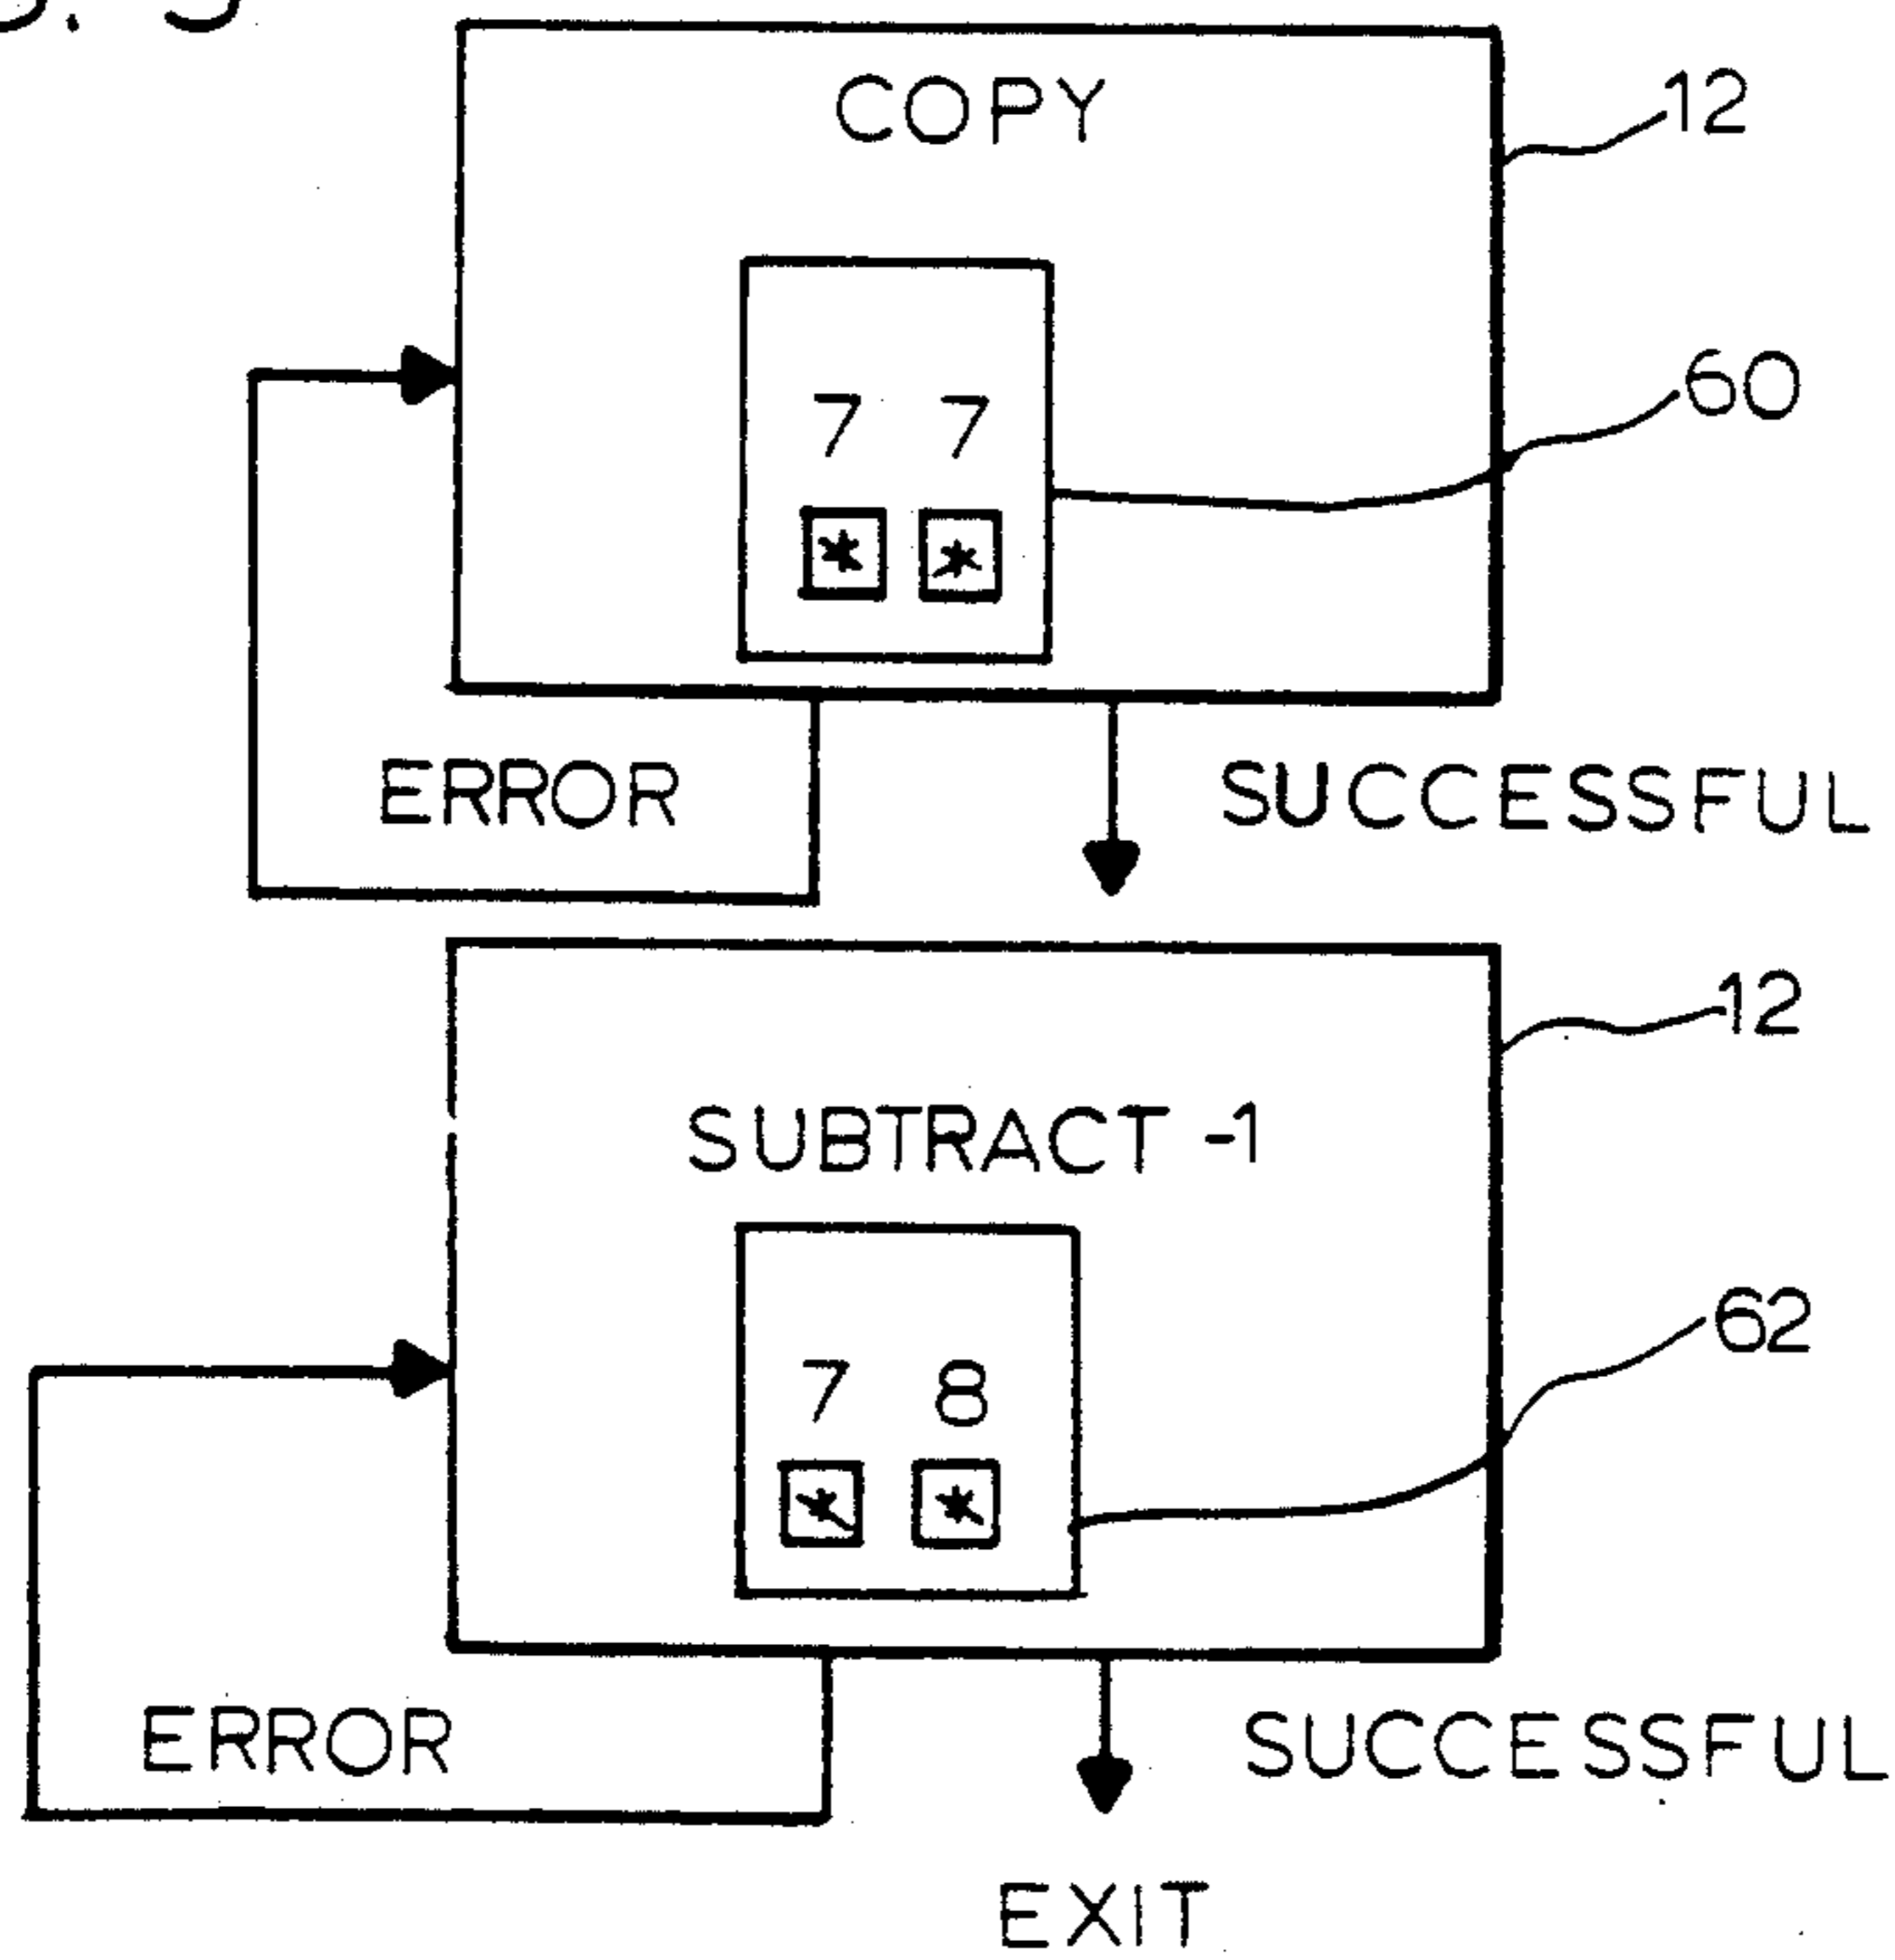 COPY
12
60
7 7
* *
ERROR
SUCCESSFUL
12
SUBTRACT -1
62
7 8
* *
ERROR
SUCCESSFUL
EXIT